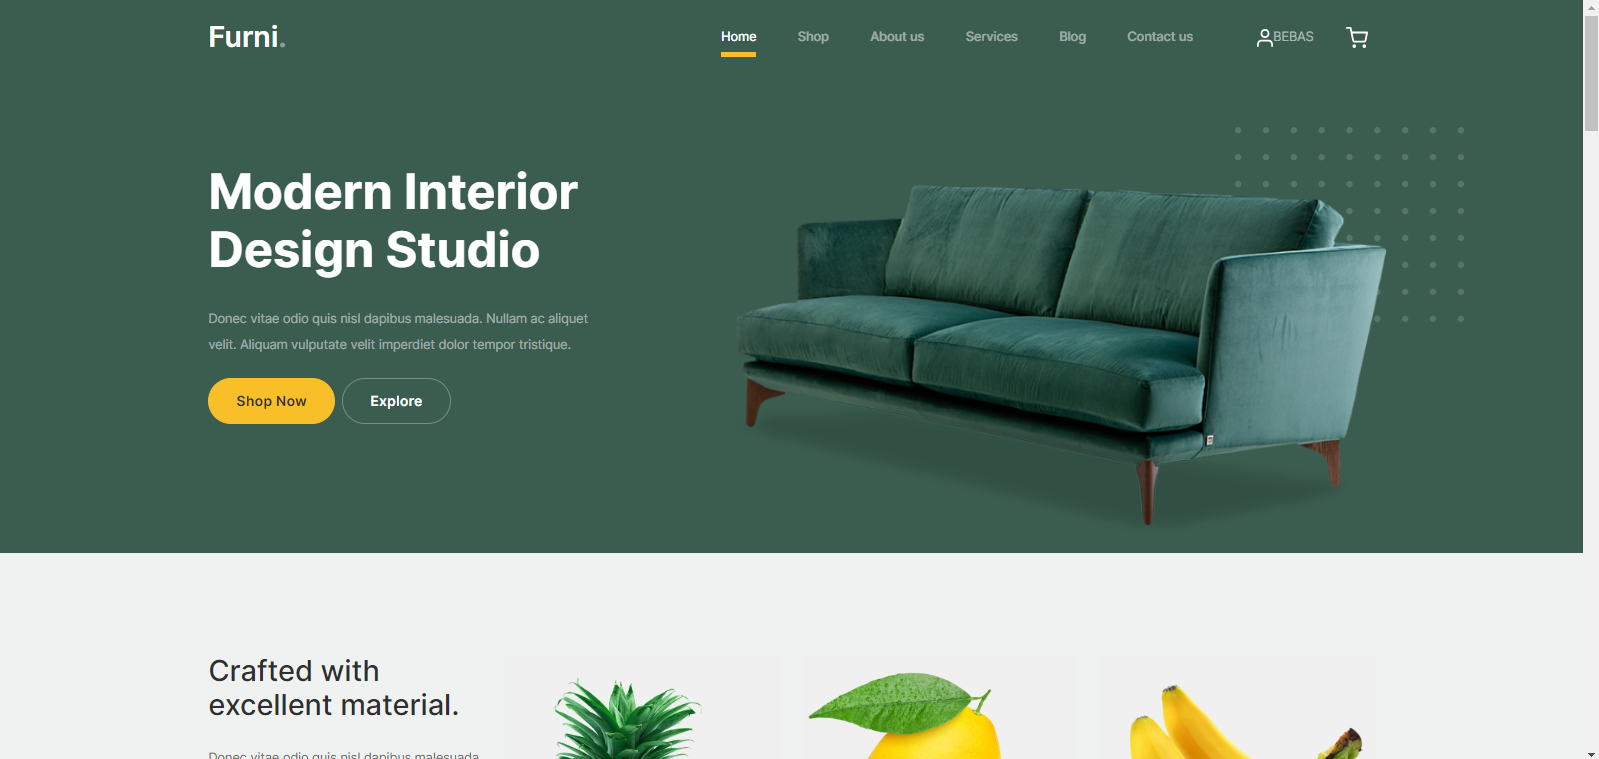 Furni.
Home
Shop
About us
Services
Blog
Contact us
BEBAS
Modern Interior
Design Studio
Donec vitae odio quis nisl dapibus malesuada. Nullam ac aliquet
velit. Aliquam vulputate velit imperdiet dolor tempor tristique.
Shop Now
Explore
Crafted with
excellent material.
Donec vitae odio quis nisl dapibus malesuada.